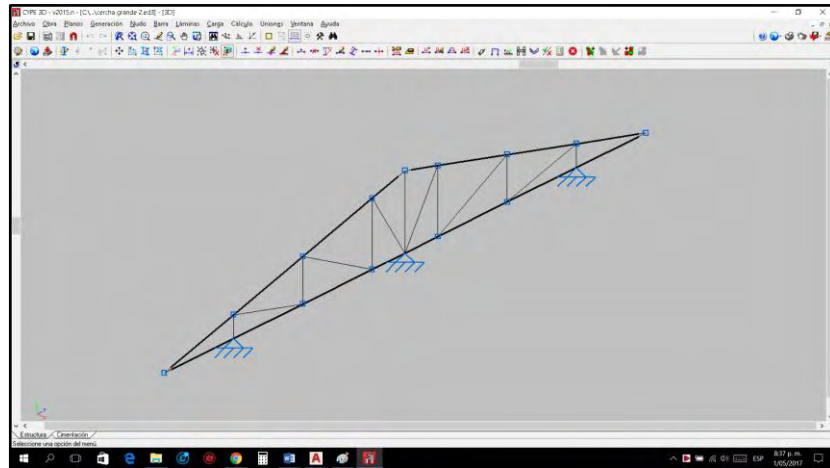 CYPE 3D - v2015.n - [C:\...\cercha grande 2.ed3] - [3D]
Archivo Obra Planos Generación Nudo Barra Láminas Carga Cálculo Uniones Ventana Ayuda
Estructura Cimentación
Seleccione una opción del menú.
ESP
8:37 p. m.
1/05/2017